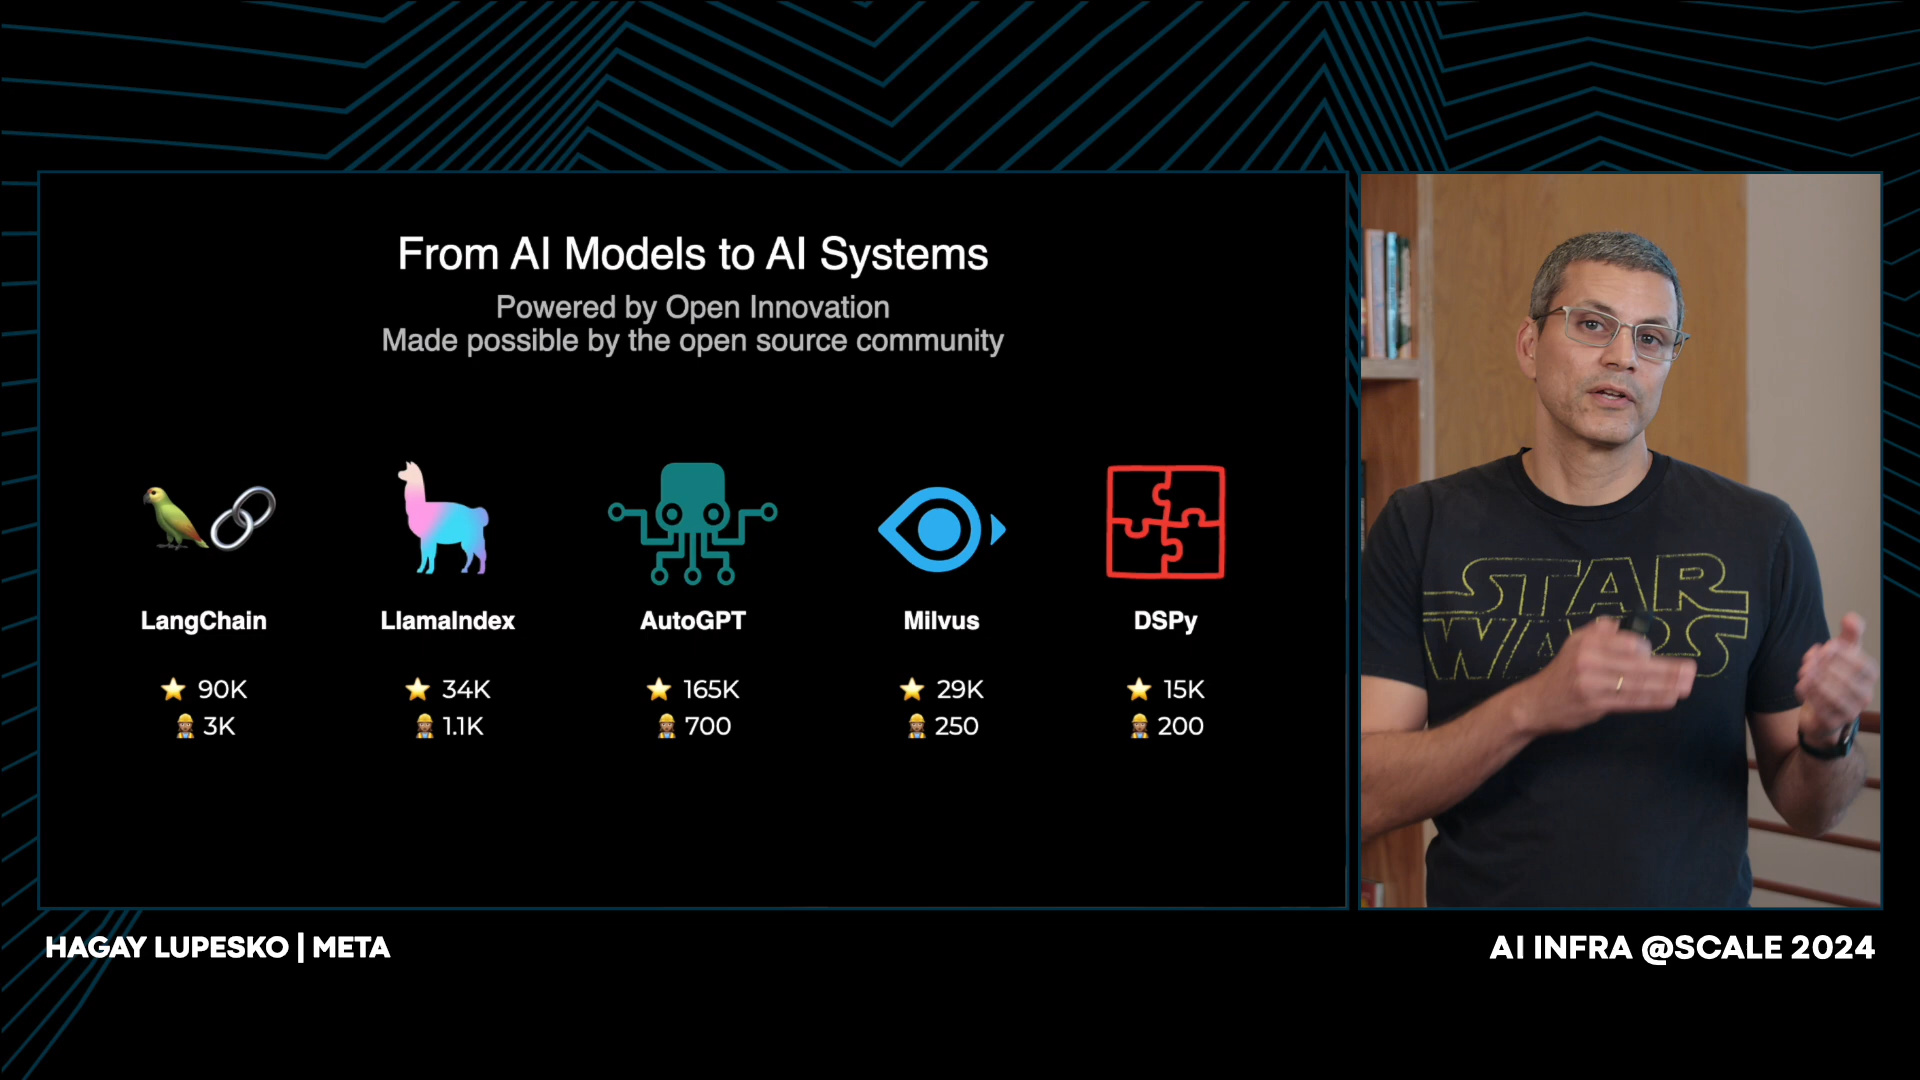 From AI Models to AI Systems
Powered by Open Innovation
Made possible by the open source community
LangChain
LlamaIndex
AutoGPT
Milvus
DSPy
90K
34K
165K
29K
15K
3K
1.1K
700
250
200
STAR
WARS
HAGAY LUPESKO | META
AI INFRA @SCALE 2024